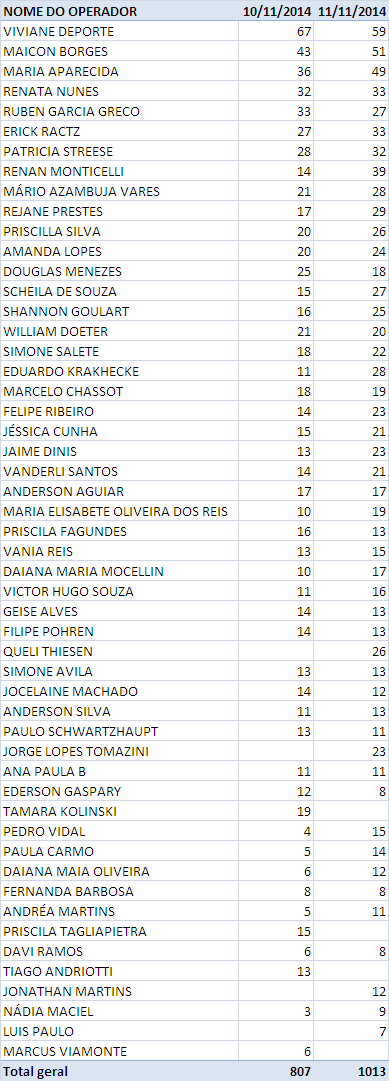 NOME DO OPERADOR 10/11/2014 11/11/2014
VIVIANE DEPORTE 67 59
MAICON BORGES 43 51
MARIA APARECIDA 36 49
RENATA NUNES 32 33
RUBEN GARCIA GRECO 33 27
ERICK RACTZ 27 33
PATRICIA STREESE 28 32
RENAN MONTICELLI 14 39
MÁRIO AZAMBUJA VARES 21 28
REJANE PRESTES 17 29
PRISCILLA SILVA 20 26
AMANDA LOPES 20 24
DOUGLAS MENEZES 25 18
SCHEILA DE SOUZA 15 27
SHANNON GOULART 16 25
WILLIAM DOETER 21 20
SIMONE SALETE 18 22
EDUARDO KRAKHECKE 11 28
MARCELO CHASSOT 18 19
FELIPE RIBEIRO 14 23
JÉSSICA CUNHA 15 21
JAIME DINIS 13 23
VANDERLI SANTOS 14 21
ANDERSON AGUIAR 17 17
MARIA ELISABETE OLIVEIRA DOS REIS 10 19
PRISCILA FAGUNDES 16 13
VANIA REIS 13 15
DAIANA MARIA MOCELLIN 10 17
VICTOR HUGO SOUZA 11 16
GEISE ALVES 14 13
FILIPE POHREN 14 13
QUELI THIESEN 26
SIMONE AVILA 13 13
JOCELAINE MACHADO 14 12
ANDERSON SILVA 11 13
PAULO SCHWARTZHAUPT 13 11
JORGE LOPES TOMAZINI 23
ANA PAULA B 11 11
EDERSON GASPARY 12 8
TAMARA KOLINSKI 19
PEDRO VIDAL 4 15
PAULA CARMO 5 14
DAIANA MAIA OLIVEIRA 6 12
FERNANDA BARBOSA 8 8
ANDRÉA MARTINS 5 11
PRISCILA TAGLIAPIETRA 15
DAVI RAMOS 6 8
TIAGO ANDRIOTTI 13
JONATHAN MARTINS 12
NÁDIA MACIEL 3 9
LUIS PAULO 7
MARCUS VIAMONTE 6
Total geral 807 1013